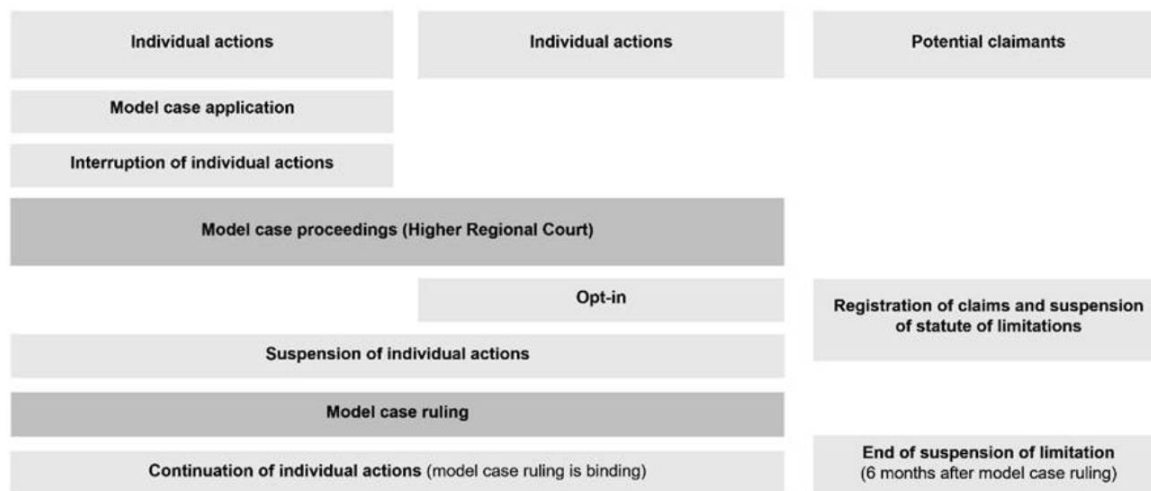 Individual actions
Individual actions
Potential claimants
Model case application
Interruption of individual actions
Model case proceedings (Higher Regional Court)
Opt-in
Registration of claims and suspension
of statute of limitations
Suspension of individual actions
Model case ruling
Continuation of individual actions (model case ruling is binding)
End of suspension of limitation
(6 months after model case ruling)